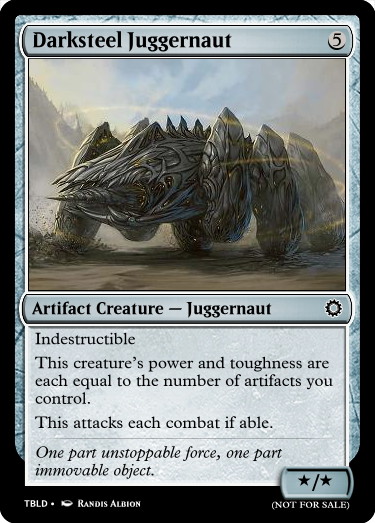 Darksteel Juggernaut 5
Artifact Creature — Juggernaut
Indestructible
This creature's power and toughness are
each equal to the number of artifacts you
control.
This attacks each combat if able.
One part unstoppable force, one part
immovable object.
★/★
TBLD • RANDIS ALBION
(NOT FOR SALE)